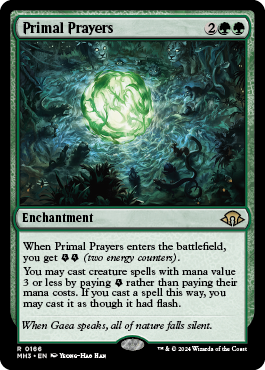 Primal Prayers 2
Enchantment
When Primal Prayers enters the battlefield,
you get (two energy counters).
You may cast creature spells with mana value
3 or less by paying rather than paying their
mana costs. If you cast a spell this way, you
may cast it as though it had flash.
When Gaea speaks, all of nature falls silent.
R 0166
MH3 • EN Yeong-Hao Han
™ & © 2024 Wizards of the Coast